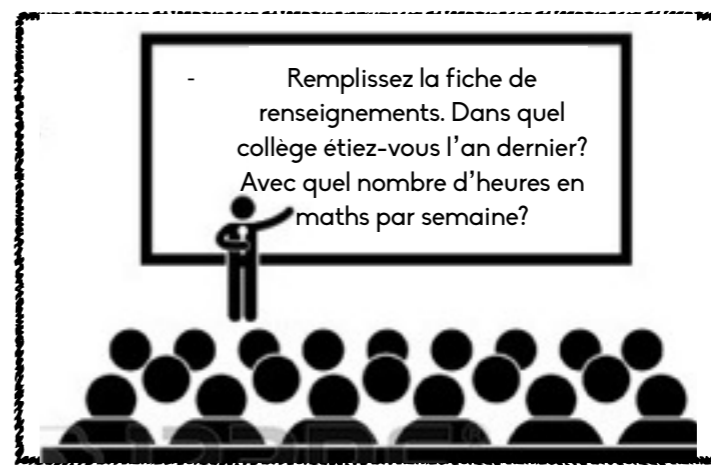 - Remplissez la fiche de
renseignements. Dans quel
collège étiez-vous l’an dernier?
Avec quel nombre d’heures en
maths par semaine?